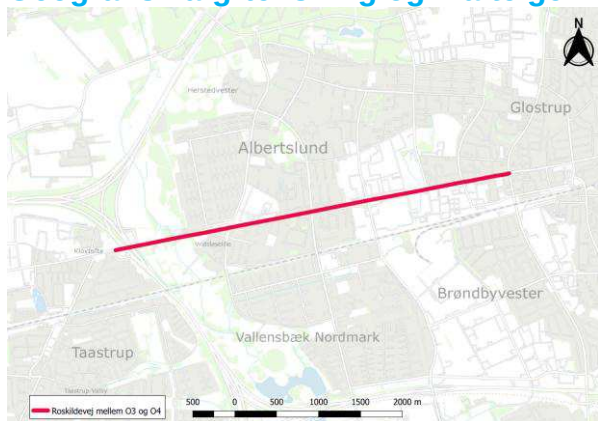 N
Herstedvester
Glostrup
Albertslund
Klovtofte
Vridsløselille
Brøndbyvester
Vallensbæk Nordmark
Taastrup
Taastrup Valby
Roskildevej mellem O3 og O4
500 0 500 1000 1500 2000 m